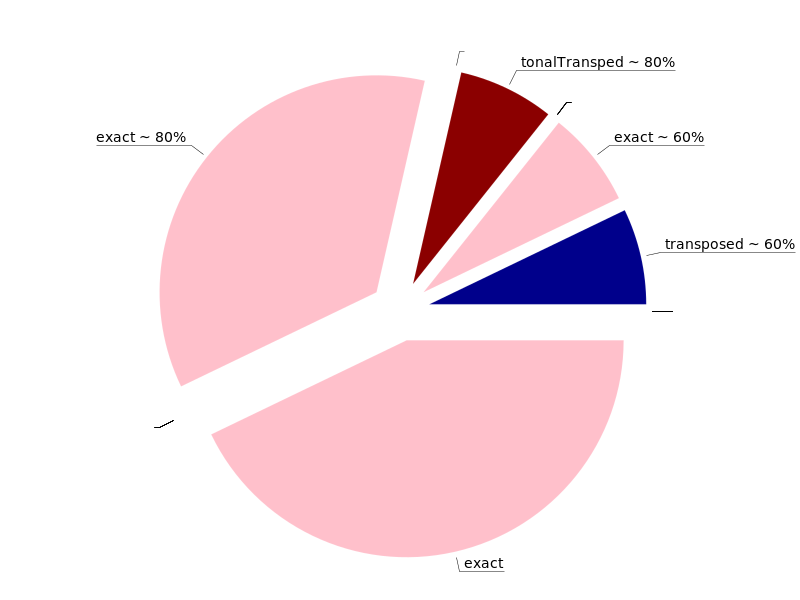 tonalTransped ~ 80%
exact ~ 80%
exact ~ 60%
transposed ~ 60%
exact